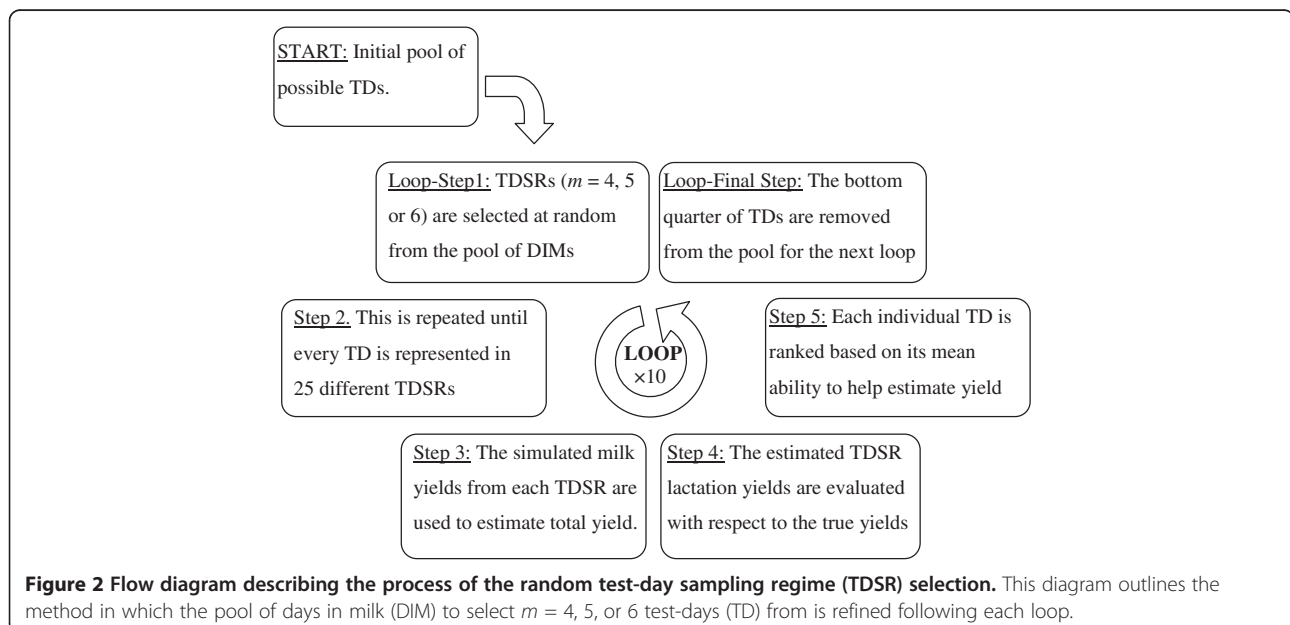 START: Initial pool of
possible TDs.
Loop-Step1: TDSRs (m = 4, 5
or 6) are selected at random
from the pool of DIMs
Loop-Final Step: The bottom
quarter of TDs are removed
from the pool for the next loop
Step 2. This is repeated until
every TD is represented in
25 different TDSRs
LOOP
×10
Step 5: Each individual TD is
ranked based on its mean
ability to help estimate yield
Step 3: The simulated milk
yields from each TDSR are
used to estimate total yield.
Step 4: The estimated TDSR
lactation yields are evaluated
with respect to the true yields
Figure 2 Flow diagram describing the process of the random test-day sampling regime (TDSR) selection. This diagram outlines the
method in which the pool of days in milk (DIM) to select m = 4, 5, or 6 test-days (TD) from is refined following each loop.